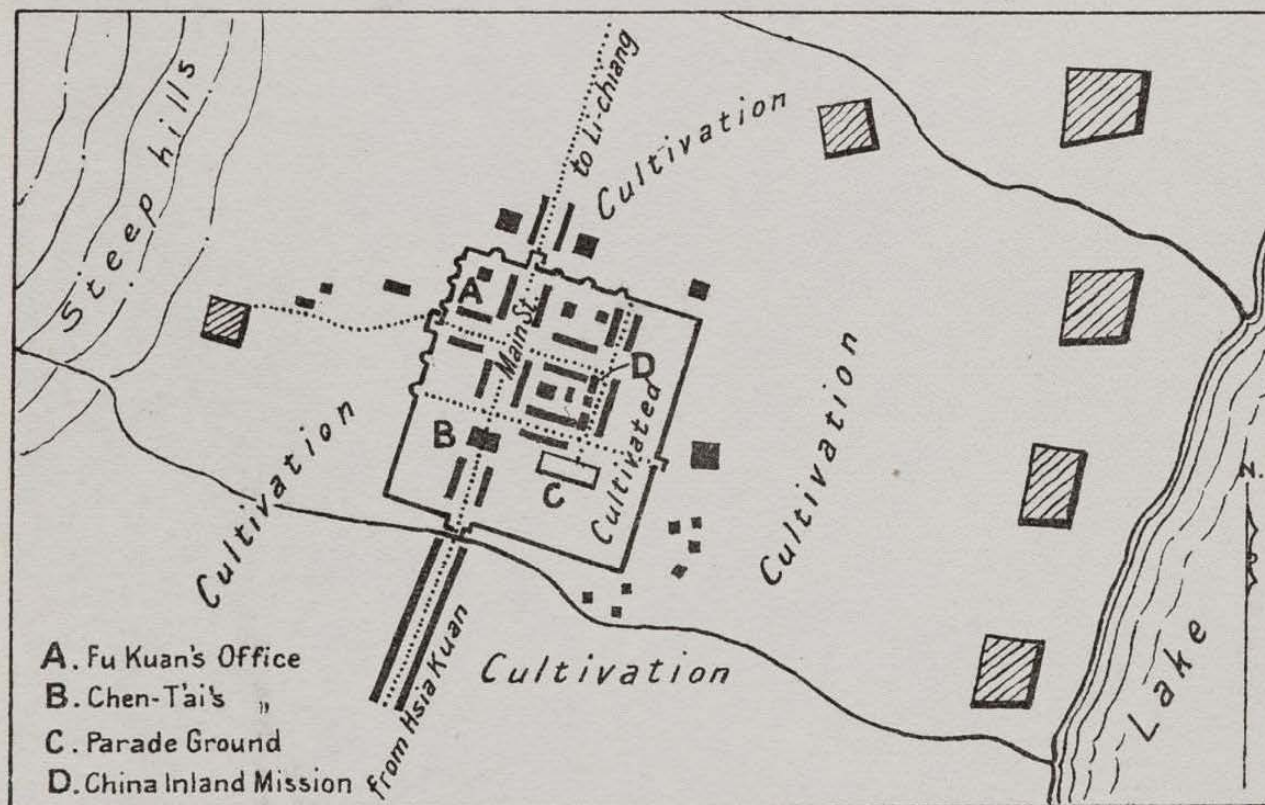 to Li-chiang
Cultivation
Steep hills
A
Main St.
D
Cultivated
B
C
Cultivation
Cultivation
N.
Cultivation
Lake
from Hsia Kuan
A. Fu Kuan's Office
B. Chen-T'ai's "
C. Parade Ground
D. China Inland Mission